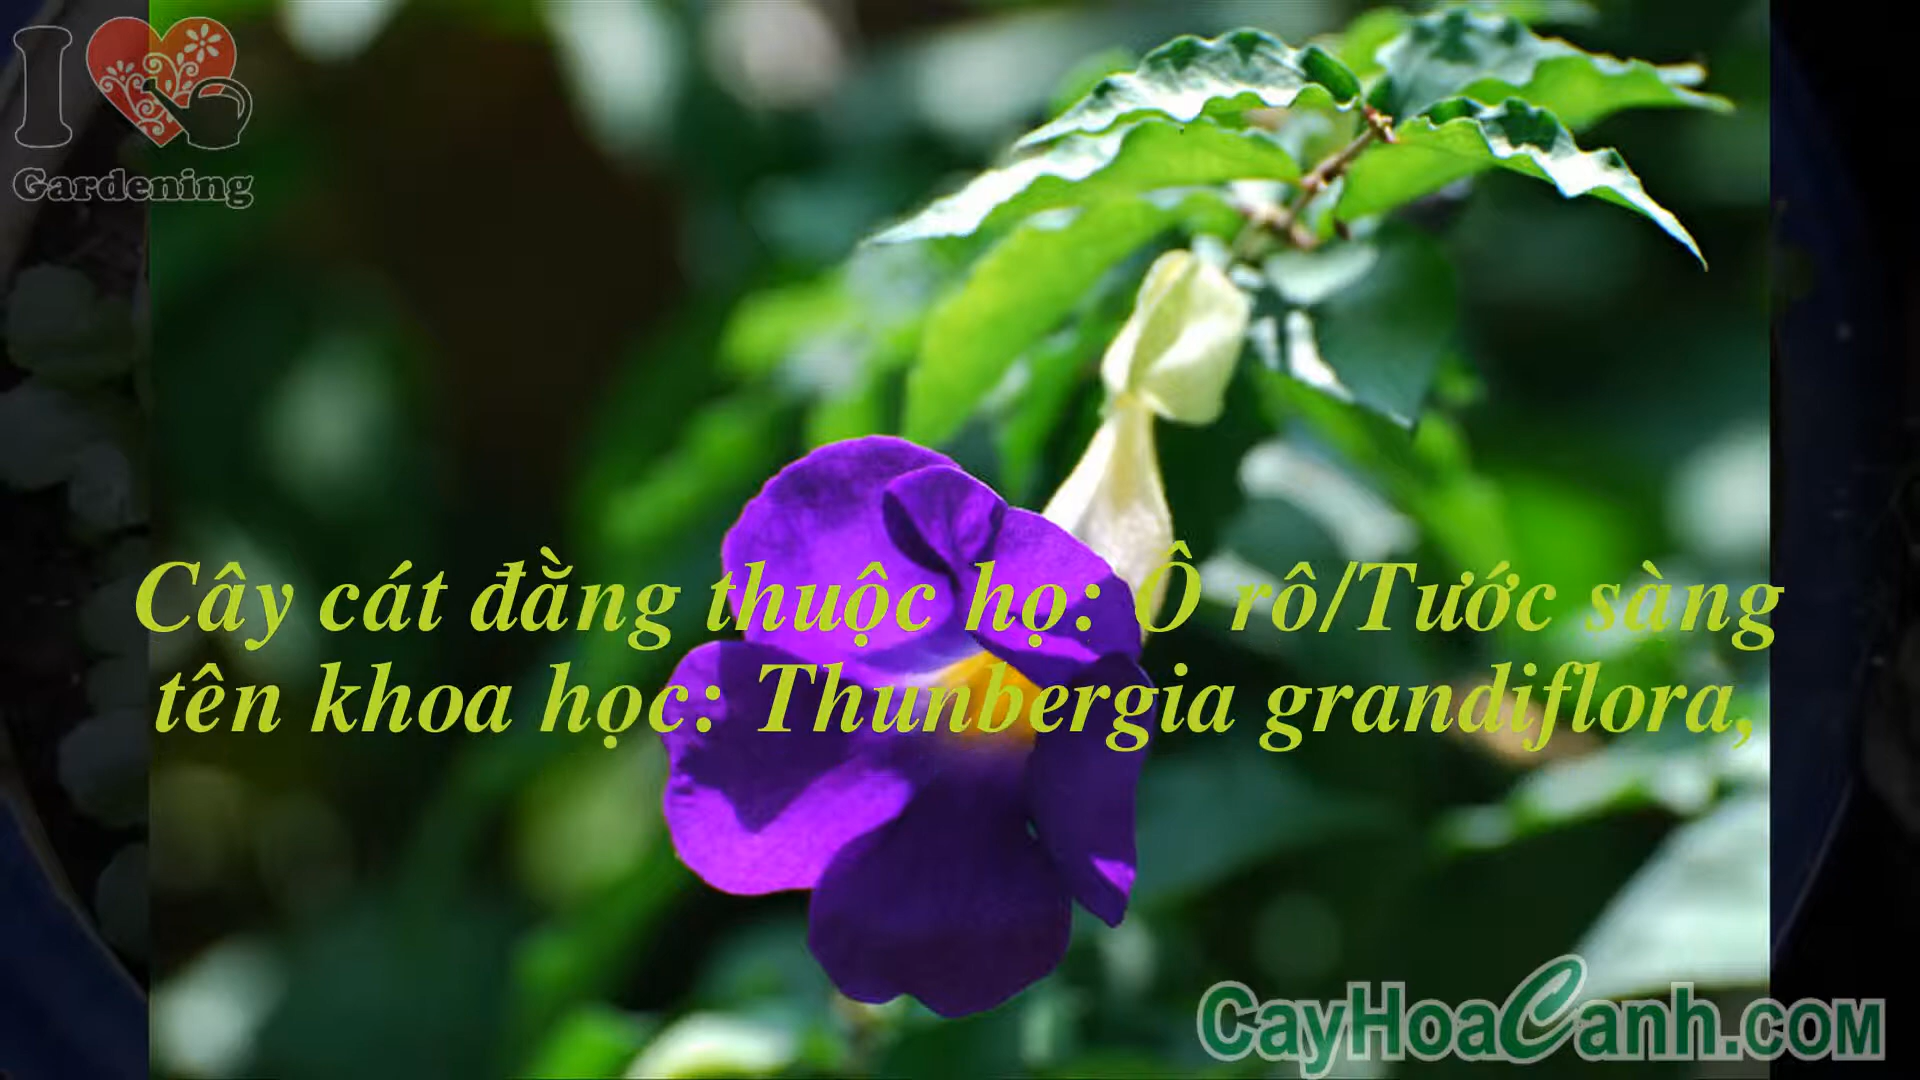 I
Gardening
Cây cát đằng thuộc họ: Ô rô/Tước sàng
tên khoa học: Thunbergia grandiflora,
CayHoaCanh.com